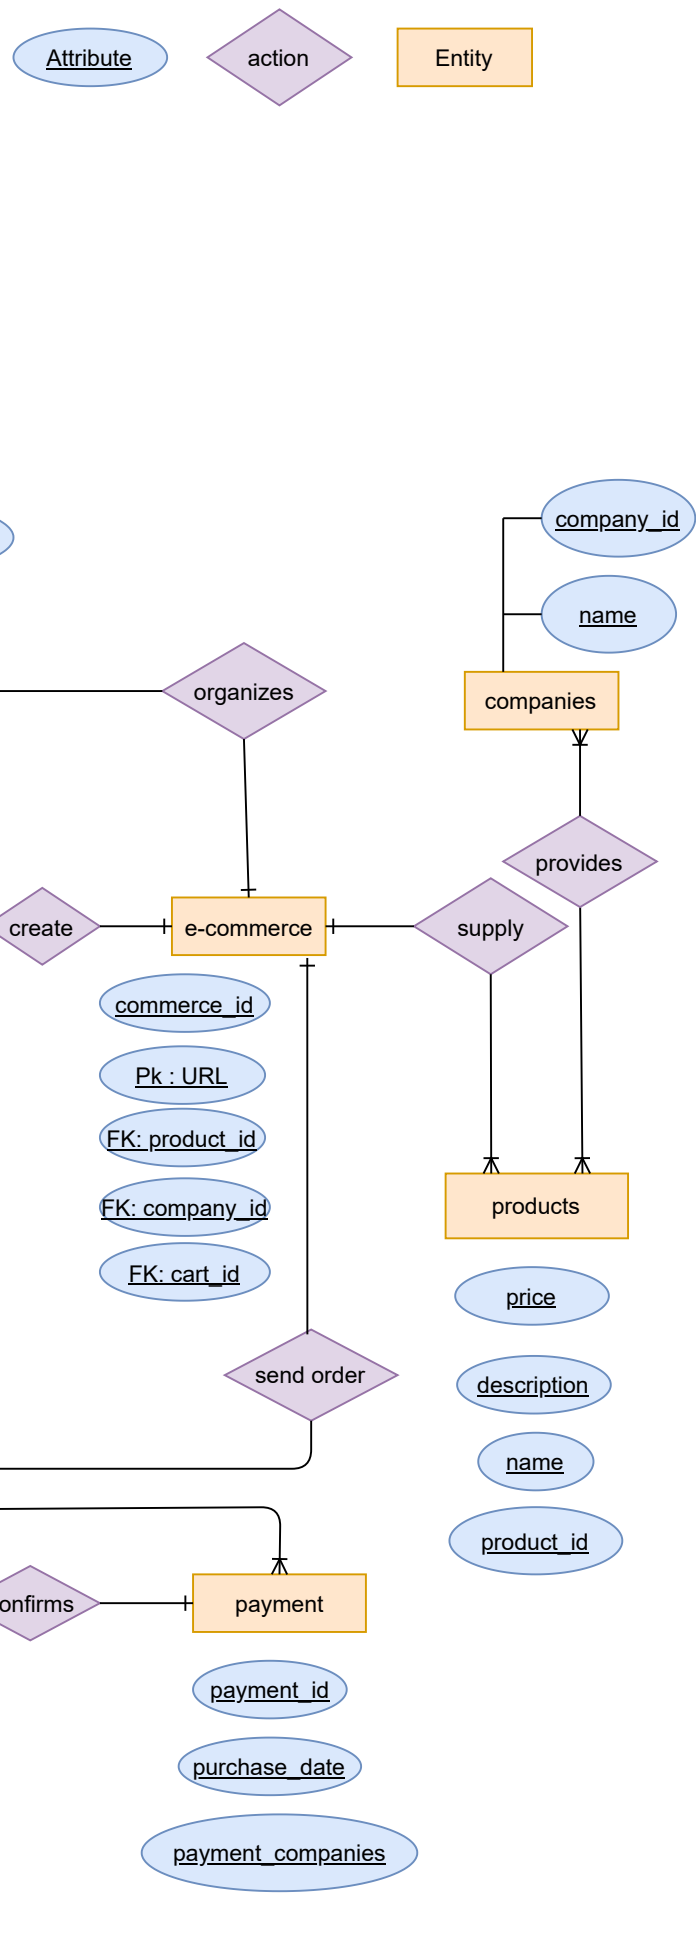 Attribute
action
Entity
company_id
name
organizes
companies
provides
create
e-commerce
supply
commerce_id
Pk : URL
FK: product_id
FK: company_id
FK: cart_id
products
price
send order
description
name
product_id
onfirms
payment
payment_id
purchase_date
payment_companies